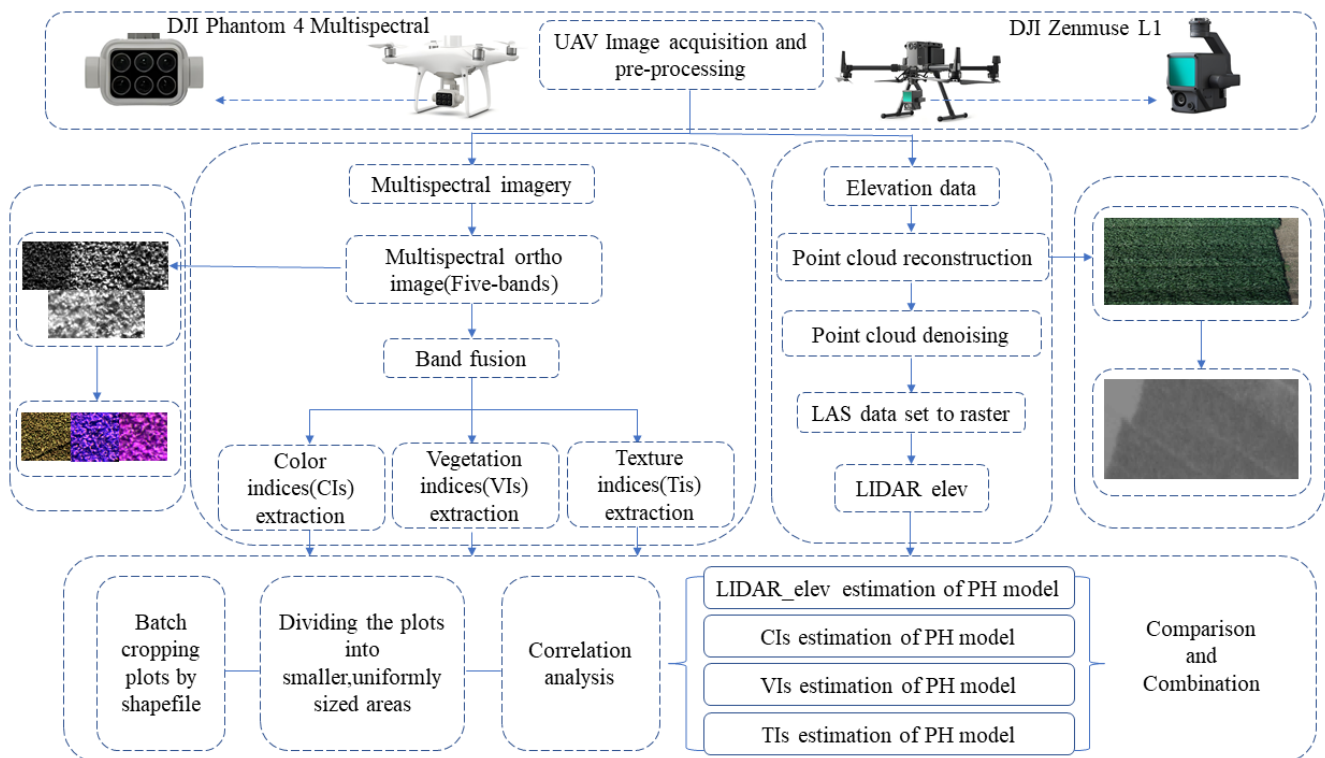 DJI Phantom 4 Multispectral
UAV Image acquisition and
pre-processing
DJI Zenmuse L1
Multispectral imagery
Multispectral ortho
image(Five-bands)
Band fusion
Color
indices(CIs)
extraction
Vegetation
indices(VIs)
extraction
Texture
indices(Tis)
extraction
Elevation data
Point cloud reconstruction
Point cloud denoising
LAS data set to raster
LIDAR elev
Batch
cropping
plots by
shapefile
Dividing the plots
into
smaller,uniformly
sized areas
Correlation
analysis
LIDAR_elev estimation of PH model
CIs estimation of PH model
VIs estimation of PH model
TIs estimation of PH model
Comparison
and
Combination